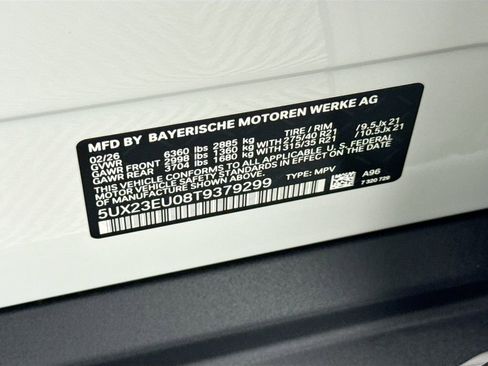 MFD BY BAYERISCHE MOTOREN WERKE AG
02/26 TIRE / RIM
GVWR 6360 lbs 2885 kg
GAWR FRONT 2998 lbs 1360 kg WITH 275/40 R21 / 9.5Jx 21
GAWR REAR 3704 lbs 1680 kg WITH 315/35 R21 / 10.5Jx 21
THIS VEHICLE CONFORMS TO ALL APPLICABLE U.S. FEDERAL
MOTOR VEHICLE SAFETY STANDARDS IN EFFECT ON THE
DATE OF MANUFACTURE SHOWN ABOVE.
5UX23EU08T9379299 TYPE: MPV
A96
7 320 729